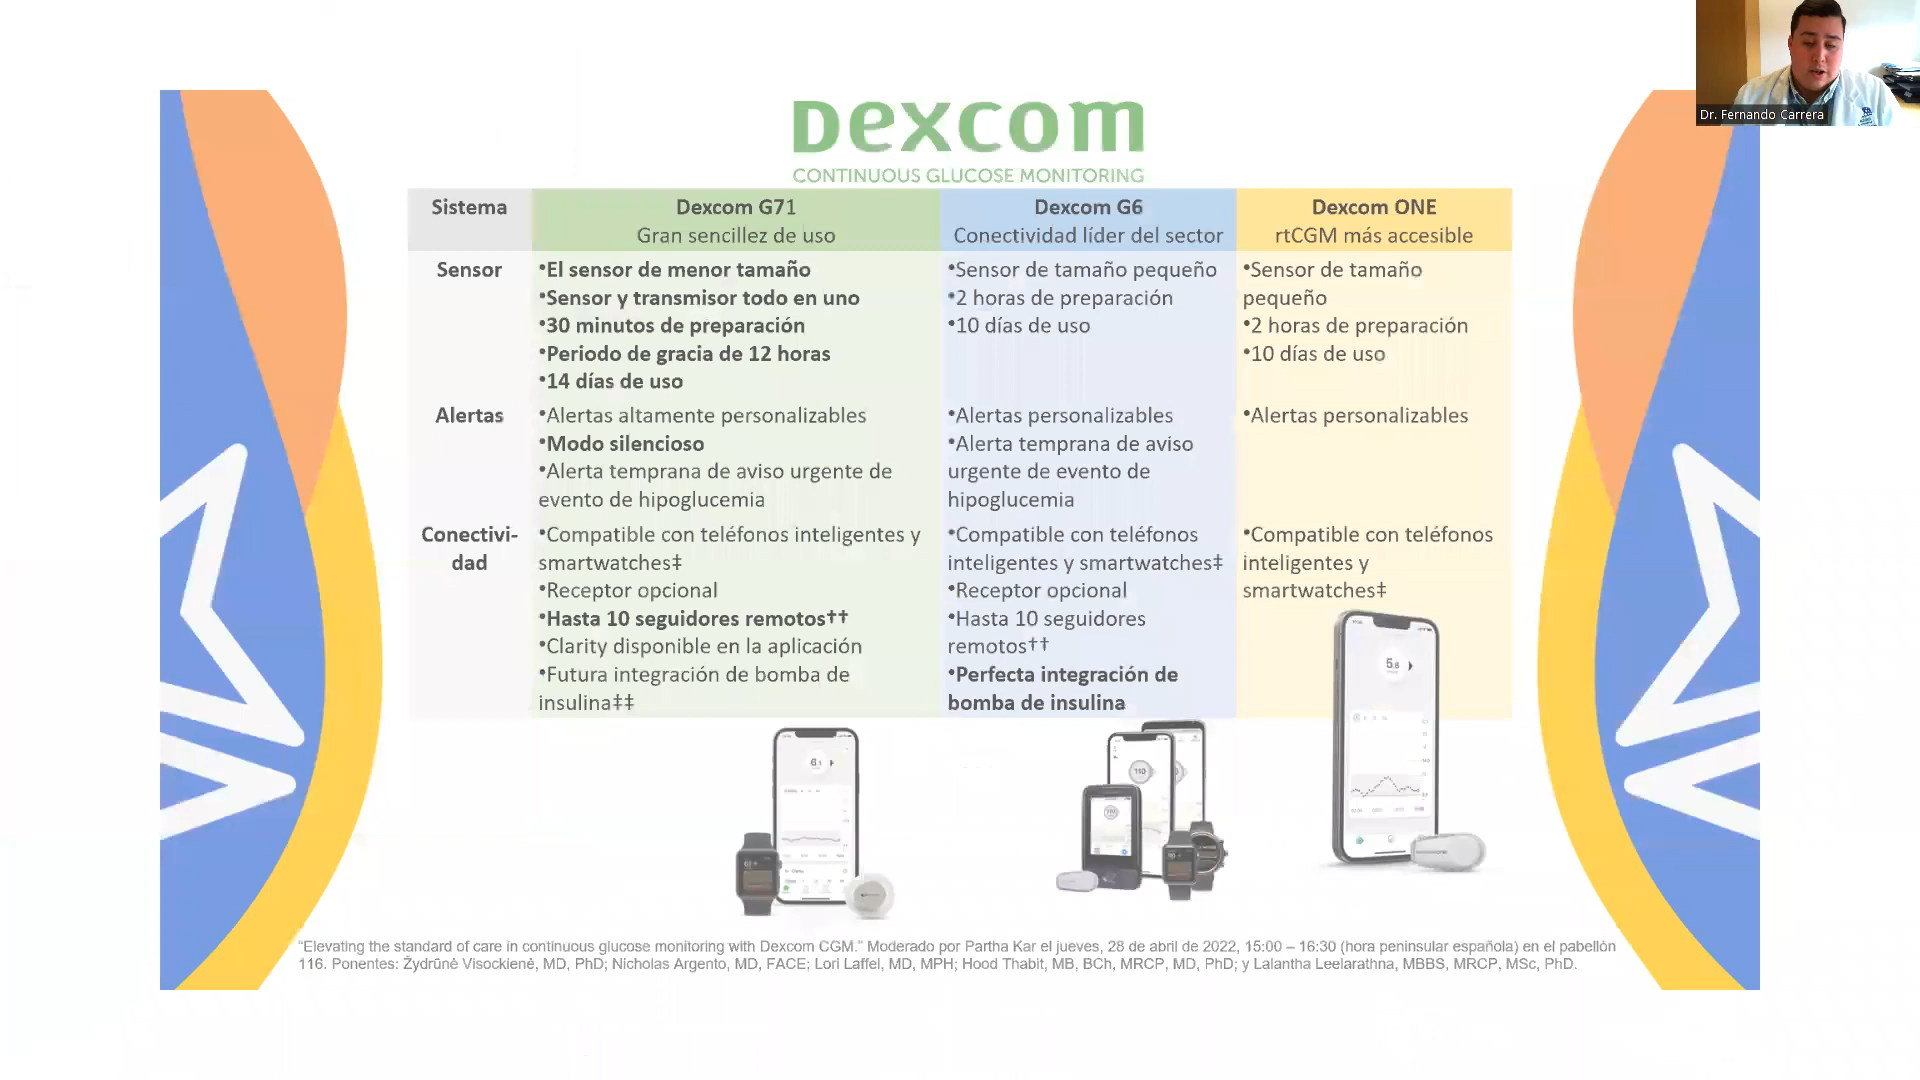 Dr. Fernando Carrera
Dexcom
CONTINUOUS GLUCOSE MONITORING
Sistema
Dexcom G71
Gran sencillez de uso
Dexcom G6
Conectividad líder del sector
Dexcom ONE
rtCGM más accesible
Sensor
•El sensor de menor tamaño
•Sensor y transmisor todo en uno
•30 minutos de preparación
•Periodo de gracia de 12 horas
•14 días de uso
•Sensor de tamaño pequeño
•2 horas de preparación
•10 días de uso
•Sensor de tamaño
pequeño
•2 horas de preparación
•10 días de uso
Alertas
•Alertas altamente personalizables
•Modo silencioso
•Alerta temprana de aviso urgente de
evento de hipoglucemia
•Alertas personalizables
•Alerta temprana de aviso
urgente de evento de
hipoglucemia
•Alertas personalizables
Conectivi-
dad
•Compatible con teléfonos inteligentes y
smartwatches‡
•Receptor opcional
•Hasta 10 seguidores remotos††
•Clarity disponible en la aplicación
•Futura integración de bomba de
insulina‡‡
•Compatible con teléfonos
inteligentes y smartwatches‡
•Receptor opcional
•Hasta 10 seguidores
remotos††
•Perfecta integración de
bomba de insulina
•Compatible con teléfonos
inteligentes y
smartwatches‡
6.1
110
5.8
“Elevating the standard of care in continuous glucose monitoring with Dexcom CGM.” Moderado por Partha Kar el jueves, 28 de abril de 2022, 15:00 – 16:30 (hora peninsular española) en el pabellón
116. Ponentes: Žydrūnė Visockienė, MD, PhD; Nicholas Argento, MD, FACE; Lori Laffel, MD, MPH; Hood Thabit, MB, BCh, MRCP, MD, PhD; y Lalantha Leelarathna, MBBS, MRCP, MSc, PhD.